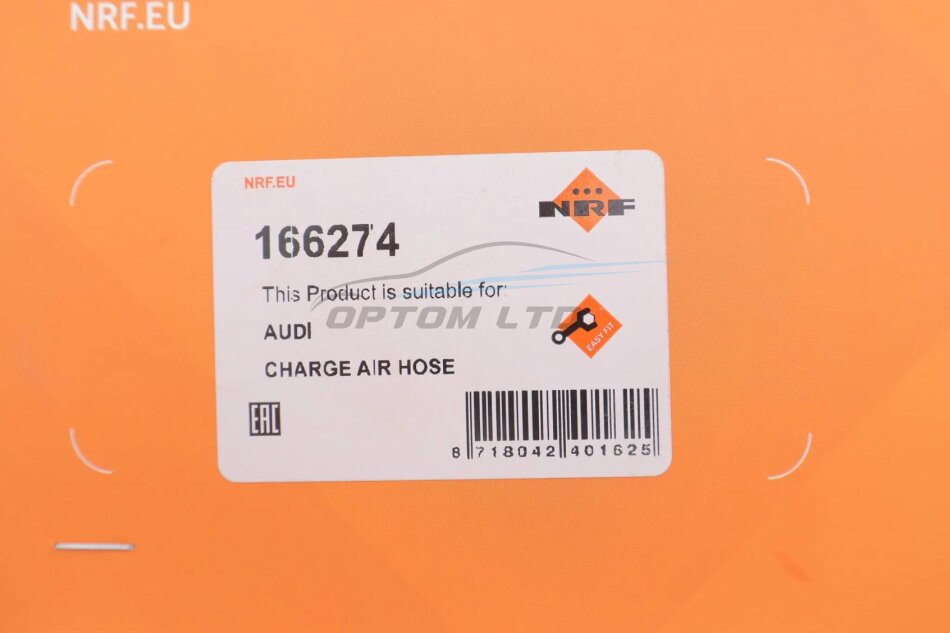 NRF.EU
NRF.EU
NRF
166274
This Product is suitable for:
OPTOM LTD
AUDI
EASY FIT
CHARGE AIR HOSE
EAC
8 718042 401625